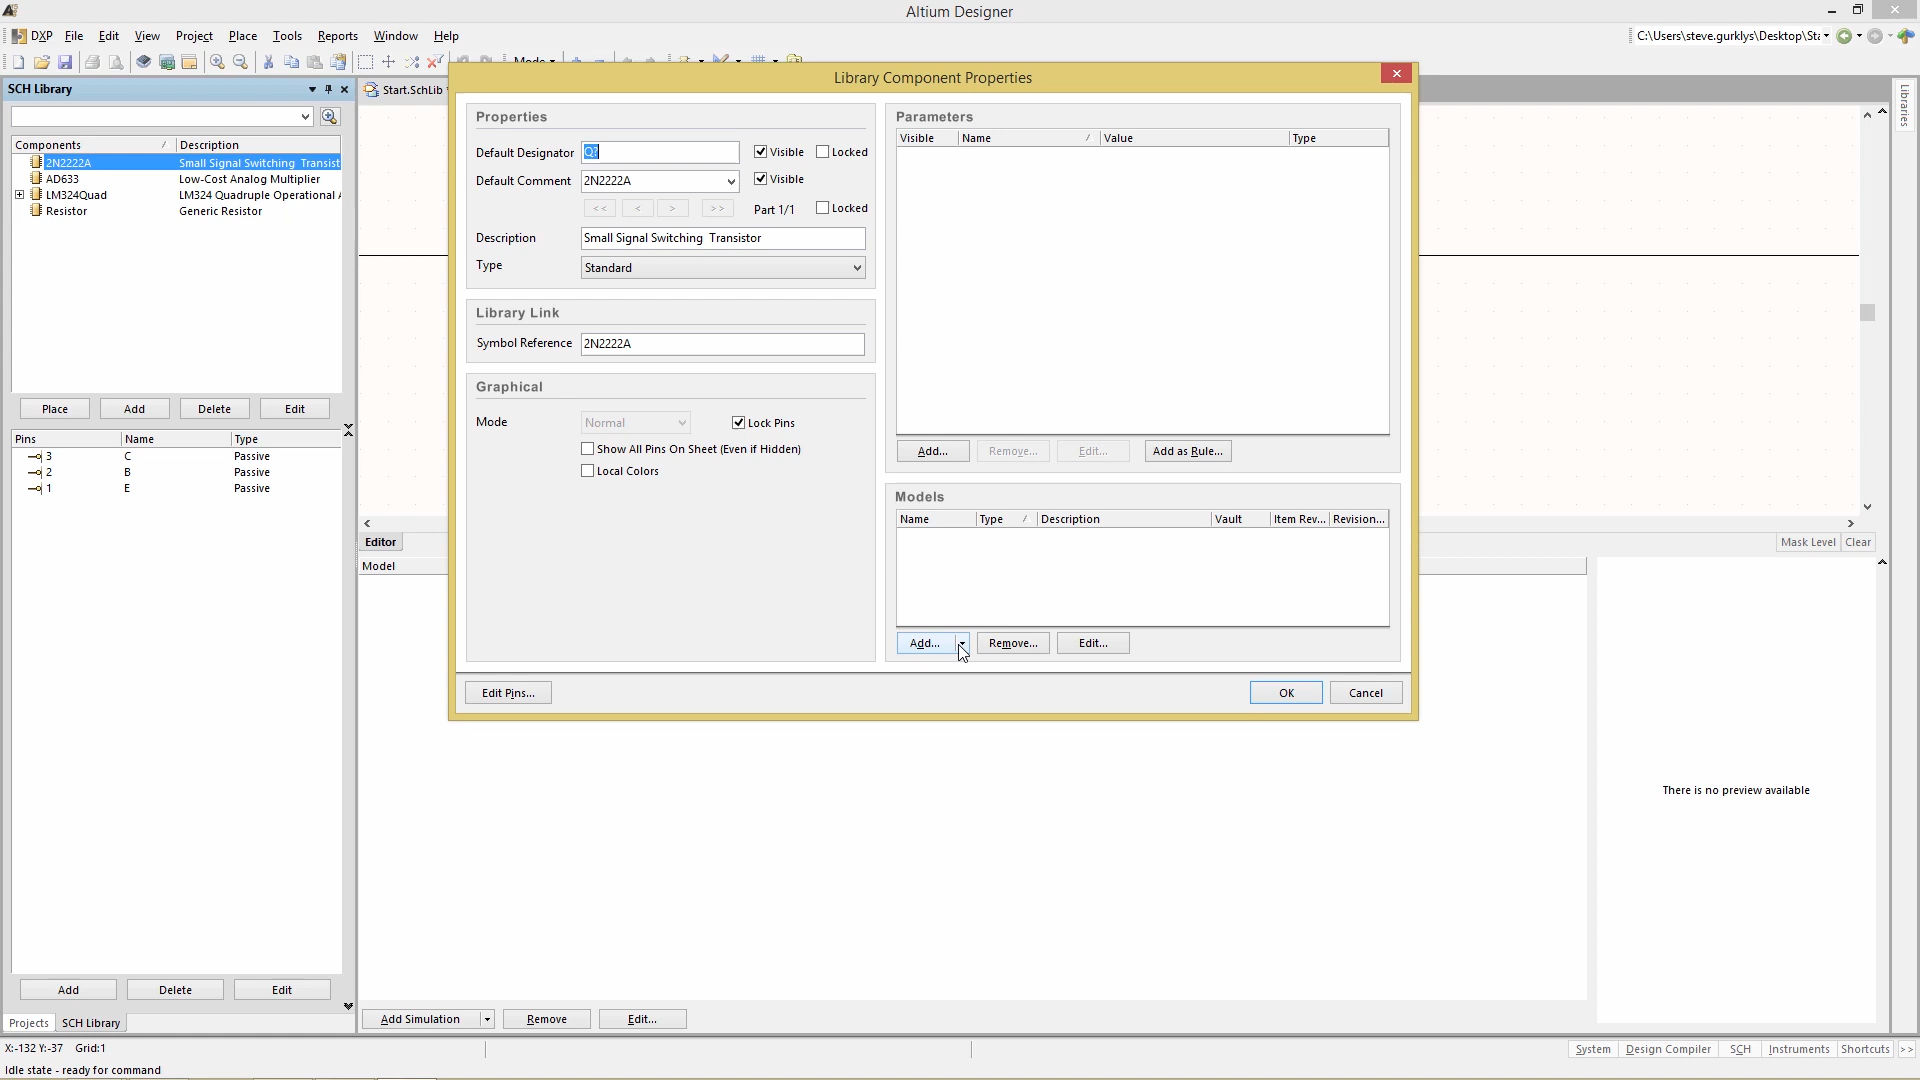 Altium Designer
DXP File Edit View Project Place Tools Reports Window Help
C:\Users\steve.gurklys\Desktop\Sta
SCH Library
Start.SchLib
Library Component Properties
Libraries
Components Description
2N2222A Small Signal Switching Transist
AD633 Low-Cost Analog Multiplier
LM324Quad LM324 Quadruple Operational A
Resistor Generic Resistor
Place Add Delete Edit
Pins Name Type
3 C Passive
2 B Passive
1 E Passive
Add Delete Edit
Projects SCH Library
Properties
Default Designator Q? Visible Locked
Default Comment 2N2222A Visible
<< < > >> Part 1/1 Locked
Description Small Signal Switching Transistor
Type Standard
Library Link
Symbol Reference 2N2222A
Graphical
Mode Normal Lock Pins
Show All Pins On Sheet (Even if Hidden)
Local Colors
Parameters
Visible Name Value Type
Add... Remove... Edit... Add as Rule...
Models
Name Type Description Vault Item Rev... Revision...
Add... Remove... Edit...
Edit Pins... OK Cancel
Editor
Mask Level Clear
Model
There is no preview available
Add Simulation Remove Edit...
X:-132 Y:-37 Grid:1
System Design Compiler SCH Instruments Shortcuts >>
Idle state - ready for command